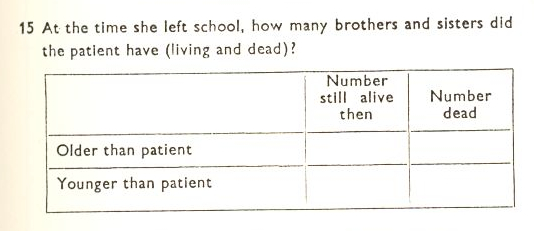 15 At the time she left school, how many brothers and sisters did
the patient have (living and dead)?
Number
still alive
then
Number
dead
Older than patient
Younger than patient